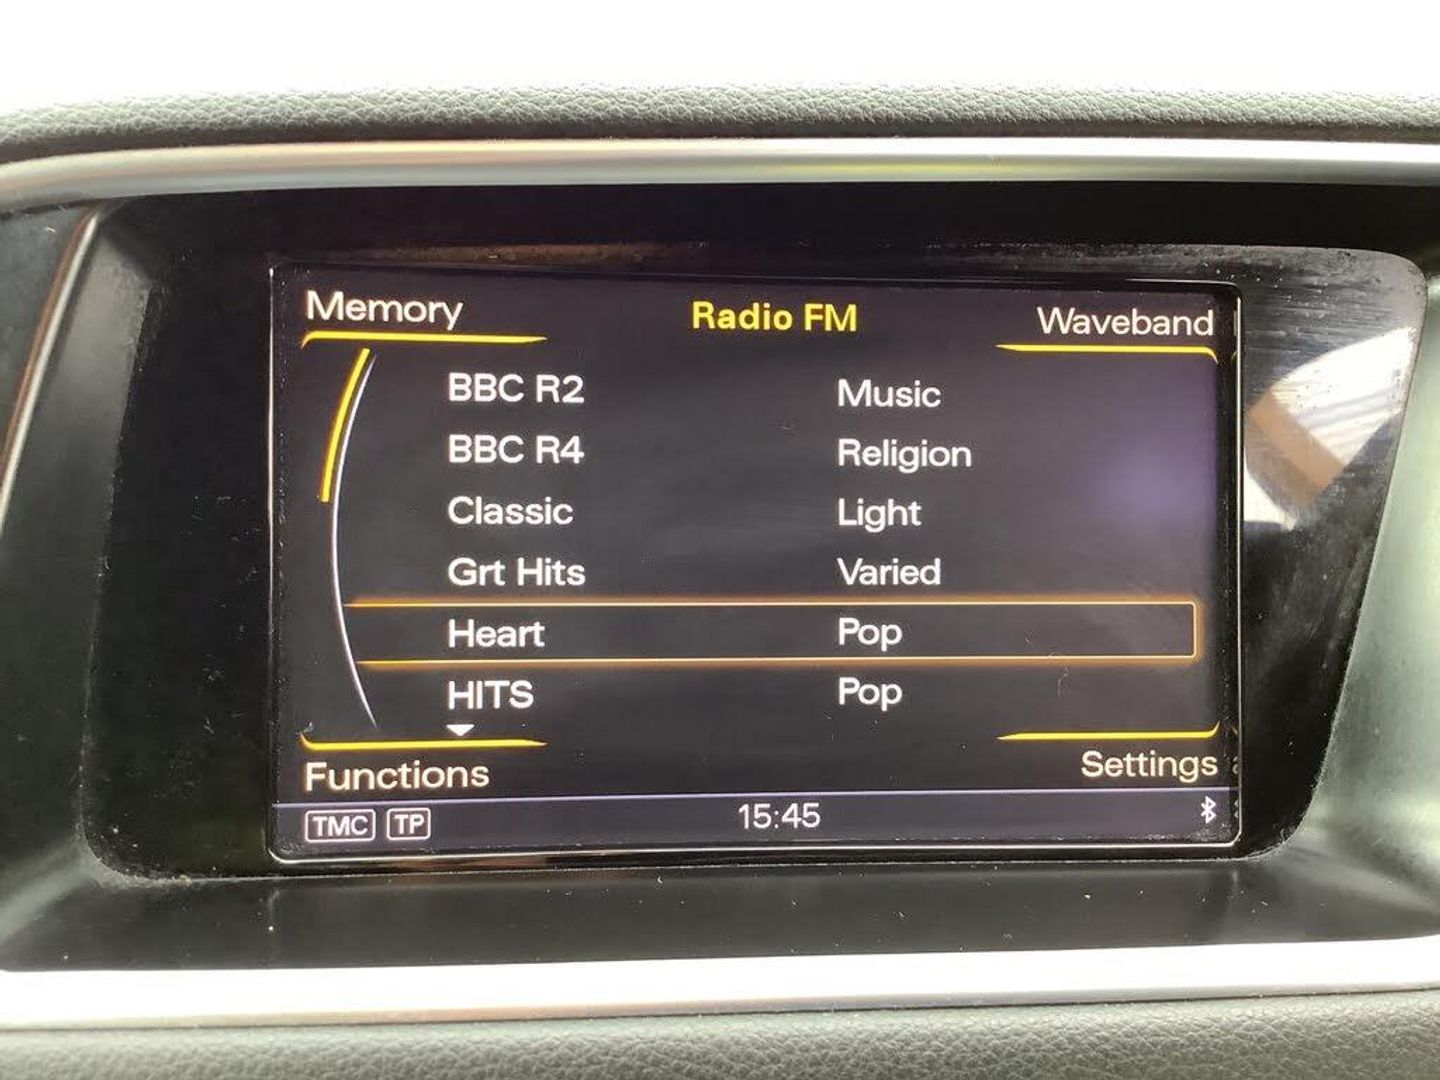 Memory Radio FM Waveband
BBC R2 Music
BBC R4 Religion
Classic Light
Grt Hits Varied
Heart Pop
HITS Pop
Functions Settings
TMC TP 15:45